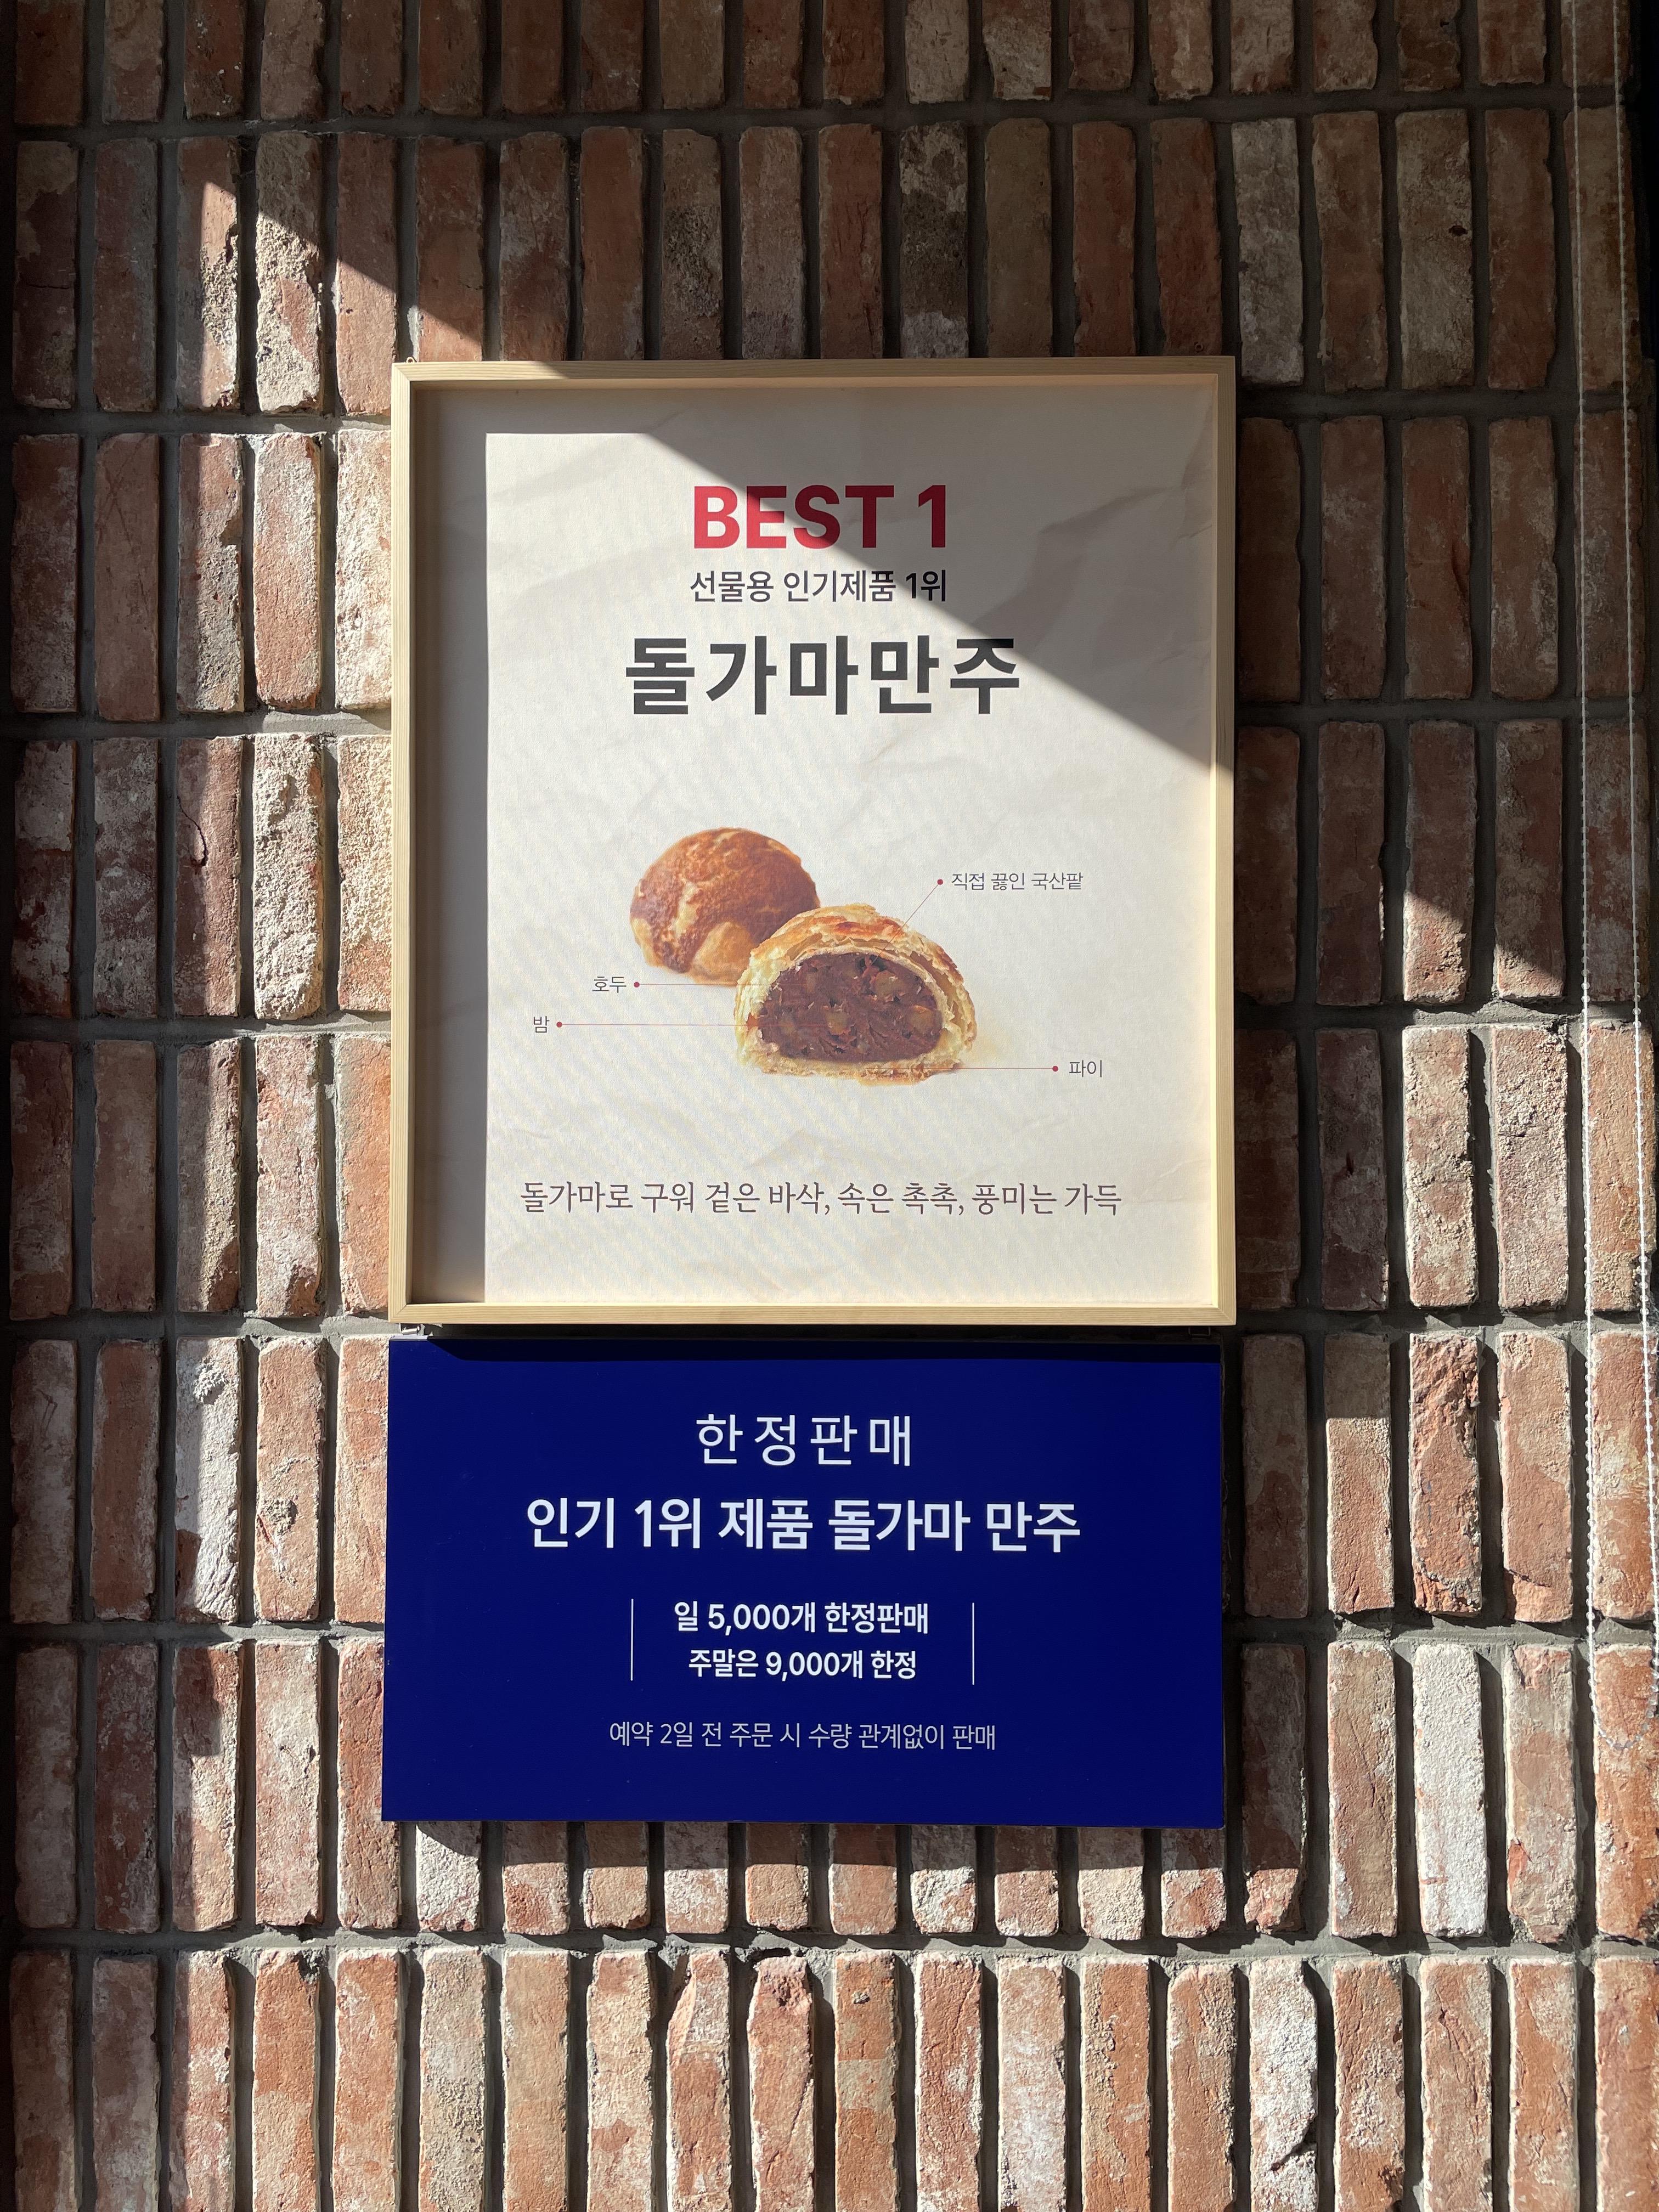 BEST 1
선물용 인기제품 1위
돌가마만주
직접 끓인 국산팥
호두
밤
파이
돌가마로 구워 겉은 바삭, 속은 촉촉, 풍미는 가득
한정판매
인기 1위 제품 돌가마 만주
일 5,000개 한정판매
주말은 9,000개 한정
예약 2일 전 주문 시 수량 관계없이 판매